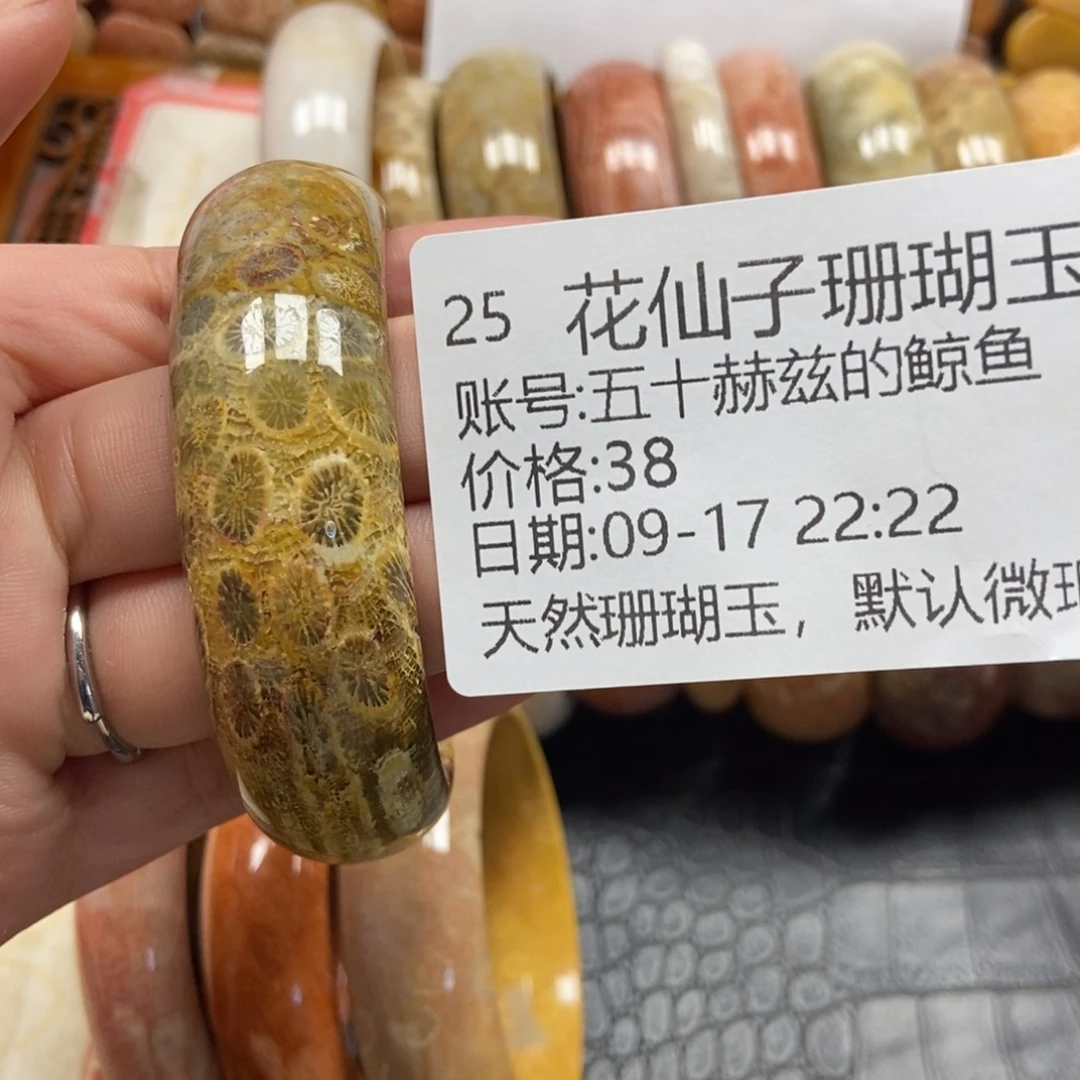 25 花仙子珊瑚玉
账号:五十赫兹的鲸鱼
价格:38
日期:09-17 22:22
天然珊瑚玉，默认微